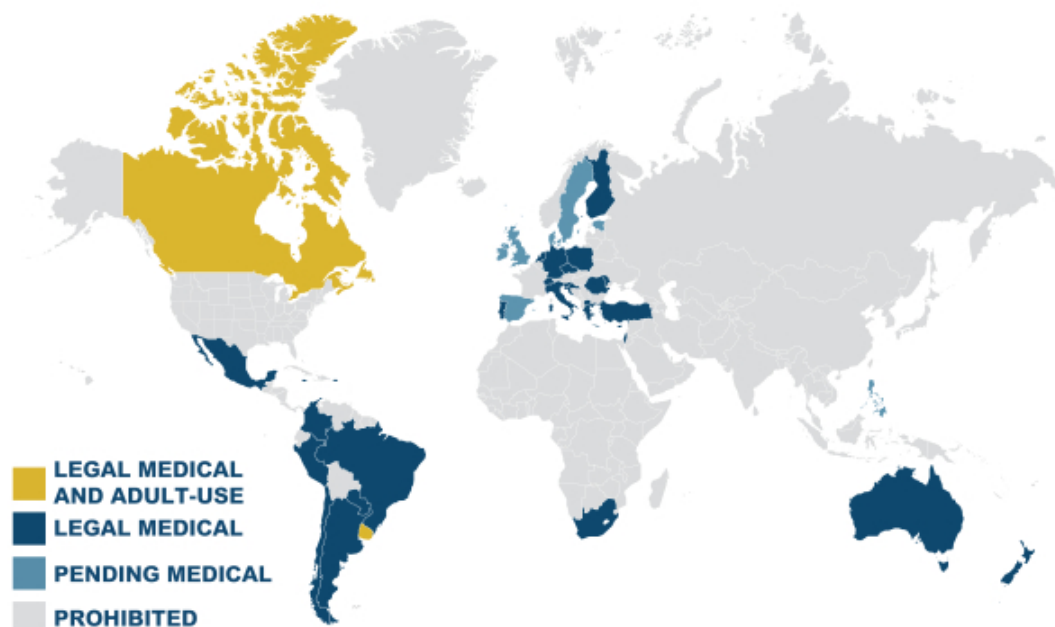 LEGAL MEDICAL
AND ADULT-USE
LEGAL MEDICAL
PENDING MEDICAL
PROHIBITED